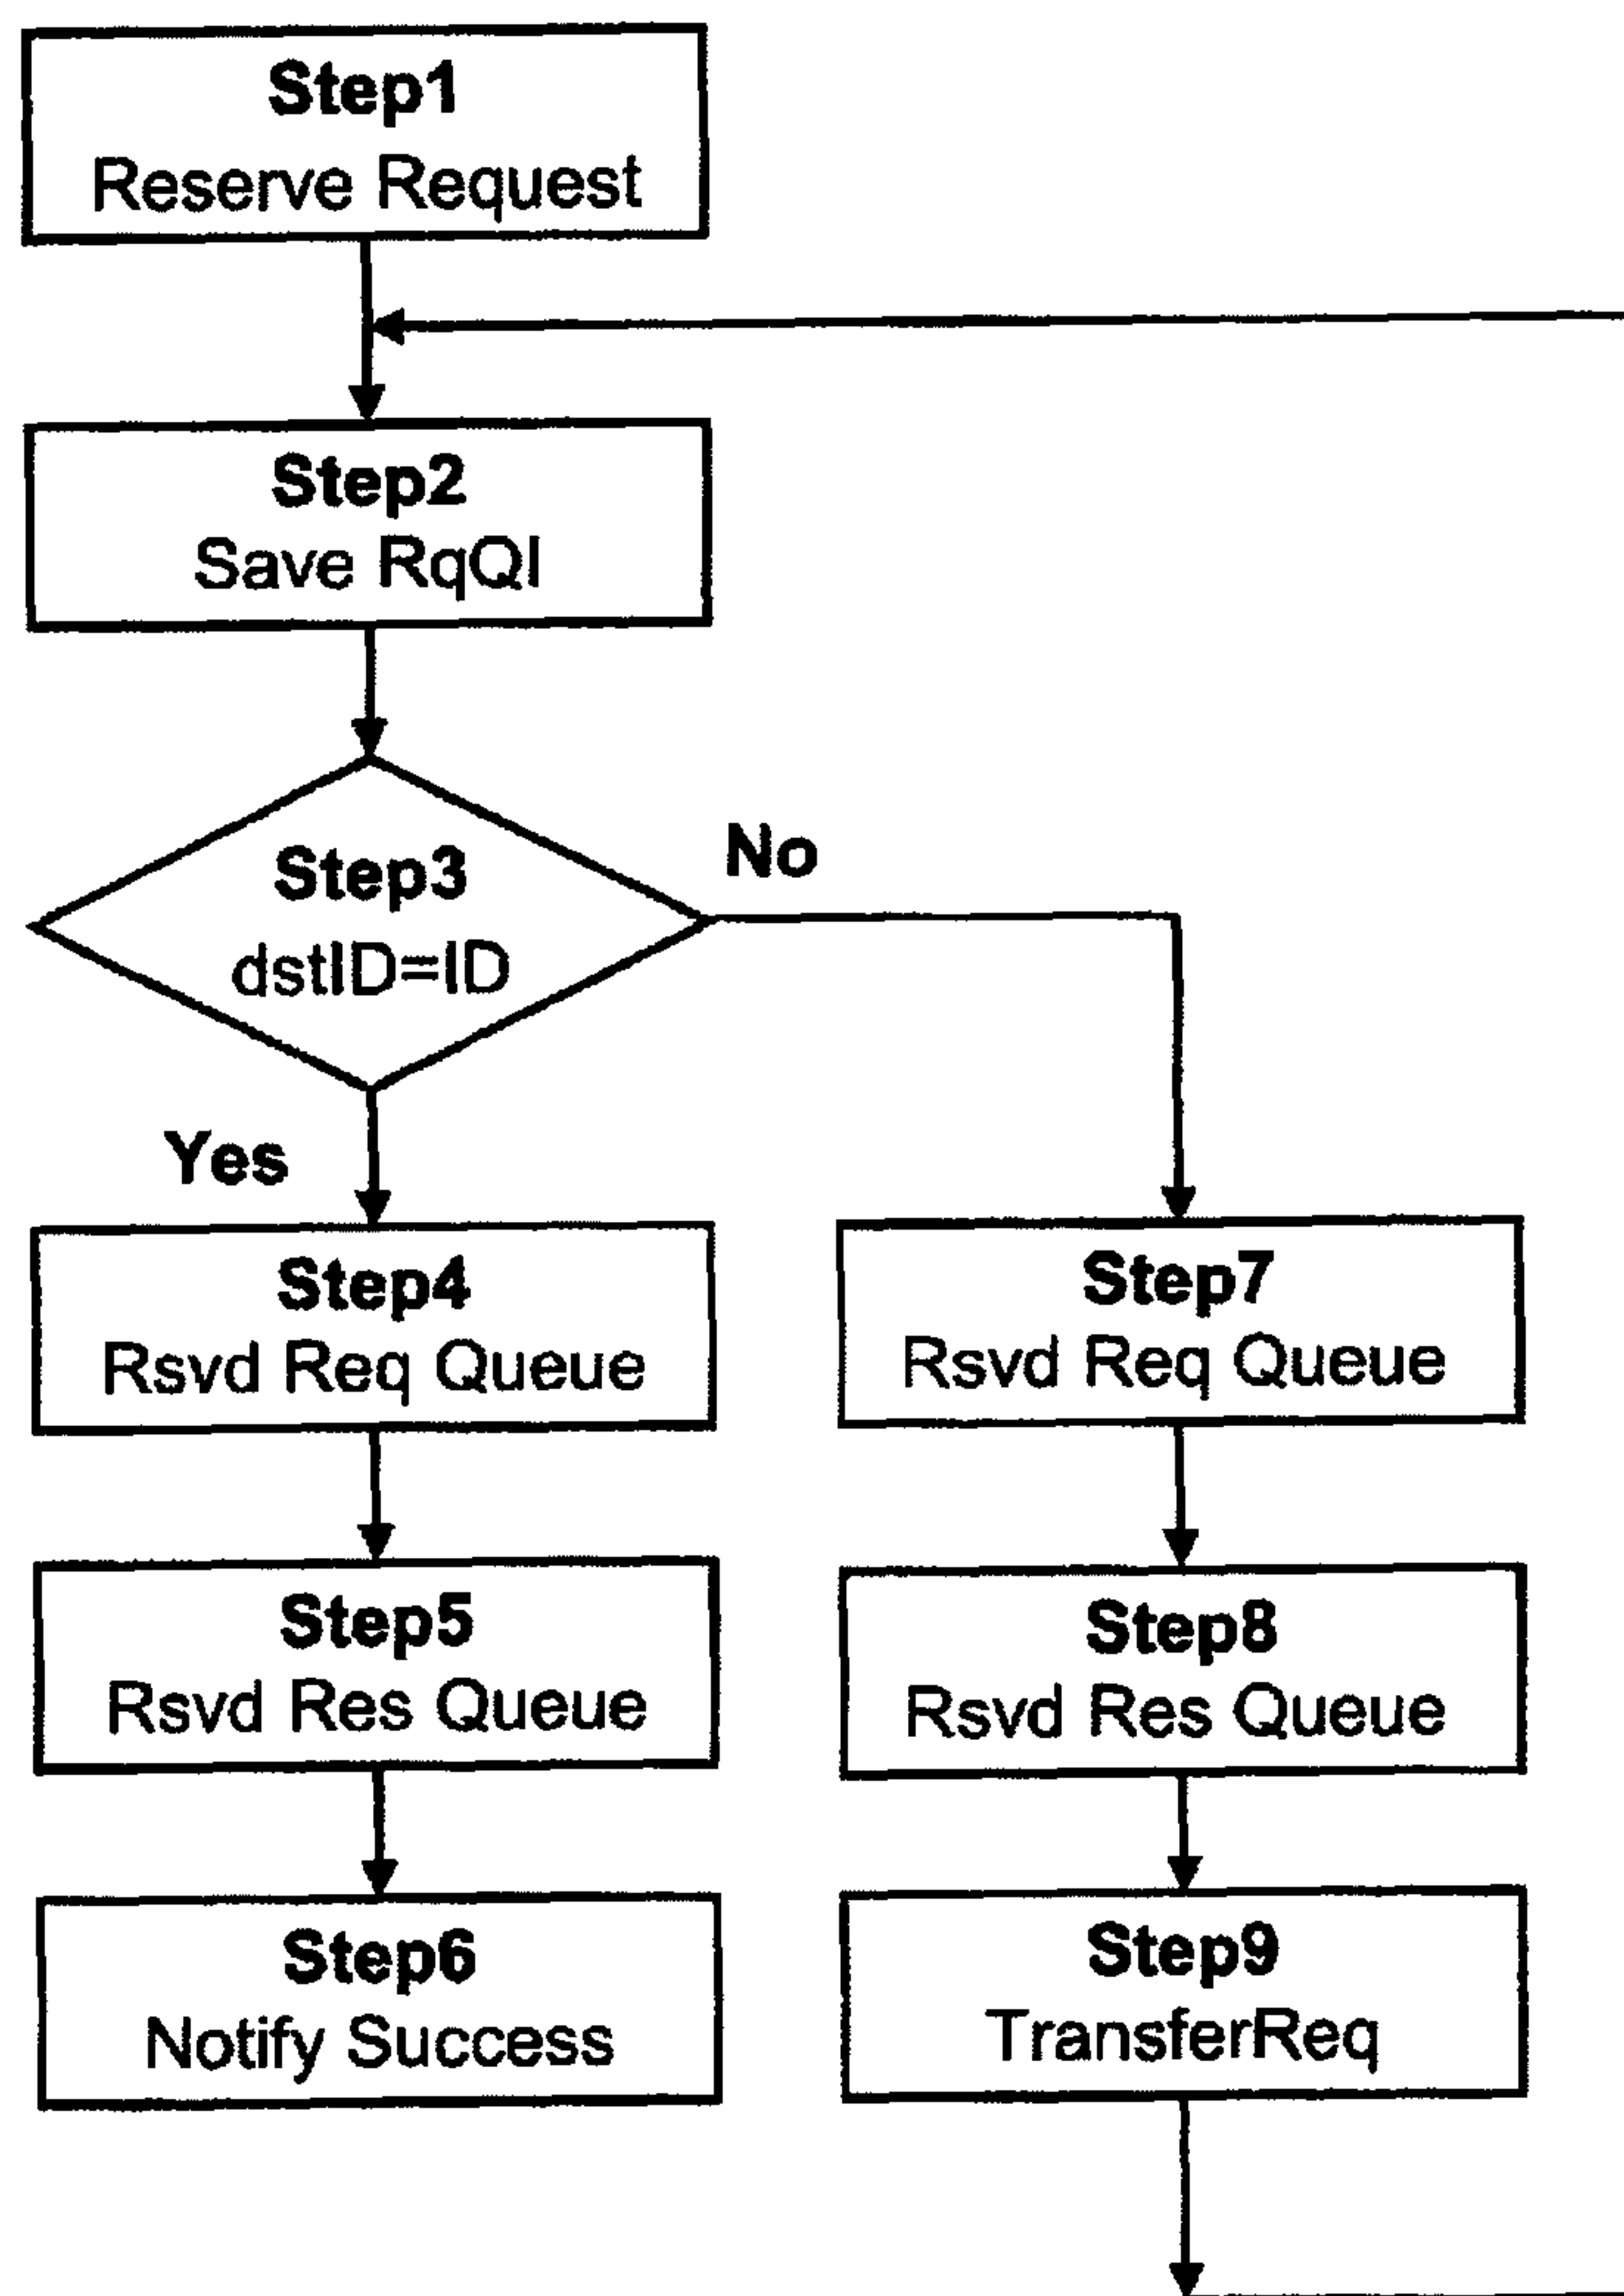 Step1
Reserve Request
Step2
Save RqQI
Step3
dstID=ID
No
Yes
Step4
Rsvd Req Queue
Step5
Rsvd Res Queue
Step6
Notify Success
Step7
Rsvd Req Queue
Step8
Rsvd Res Queue
Step9
TransferReq